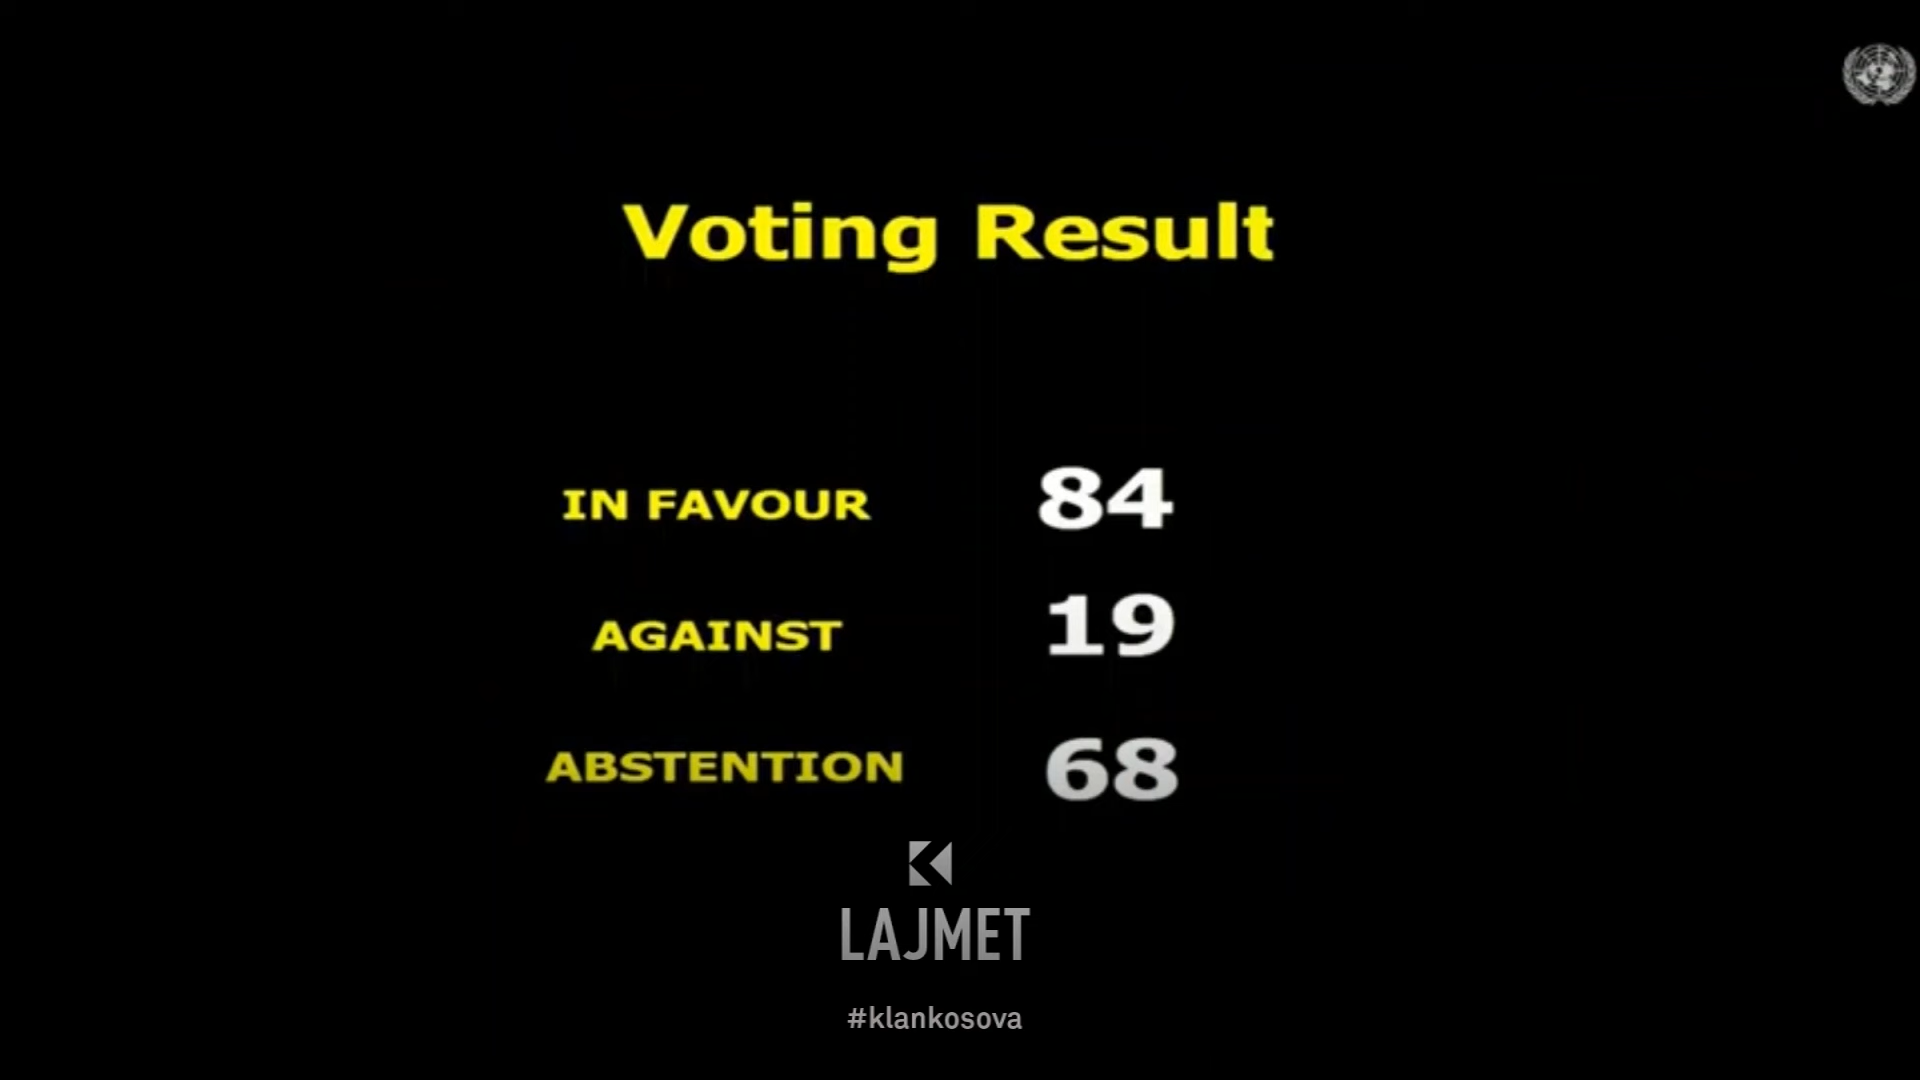 Voting Result
IN FAVOUR 84
AGAINST 19
ABSTENTION 68
LAJMET
#klankosova